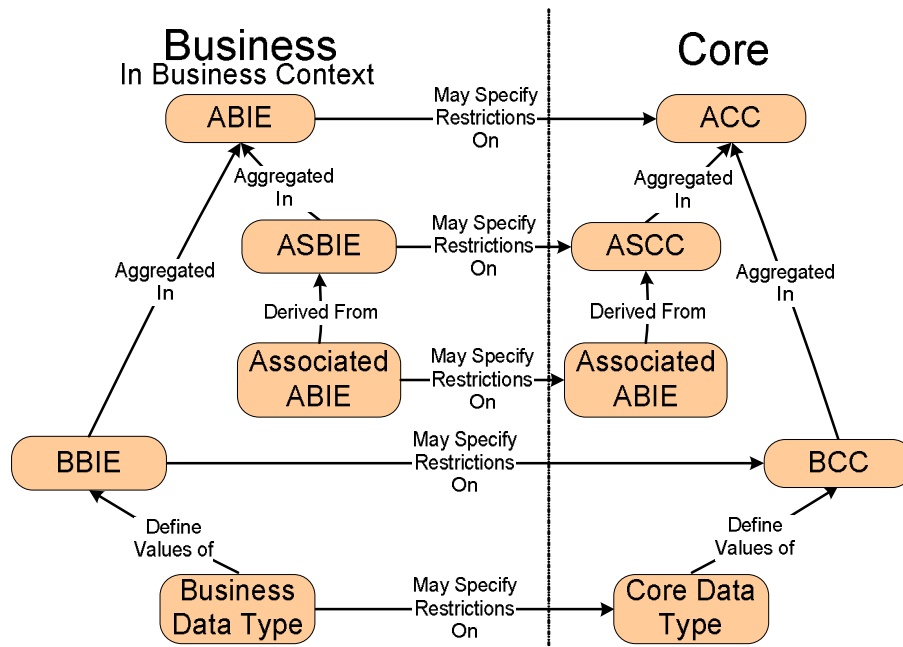 Business
In Business Context
Core
ABIE
May Specify
Restrictions
On
ACC
Aggregated
In
Aggregated
In
ASBIE
May Specify
Restrictions
On
ASCC
Aggregated
In
Aggregated
In
Derived From
Derived From
Associated
ABIE
May Specify
Restrictions
On
Associated
ABIE
BBIE
May Specify
Restrictions
On
BCC
Define
Values of
Define
Values of
Business
Data Type
May Specify
Restrictions
On
Core Data
Type